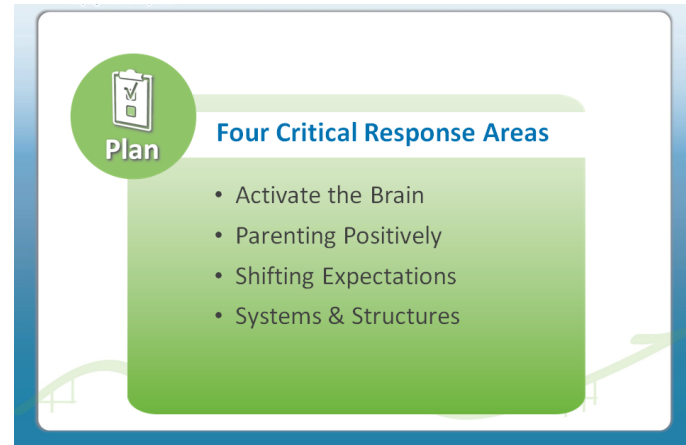 Plan
Four Critical Response Areas
• Activate the Brain
• Parenting Positively
• Shifting Expectations
• Systems & Structures